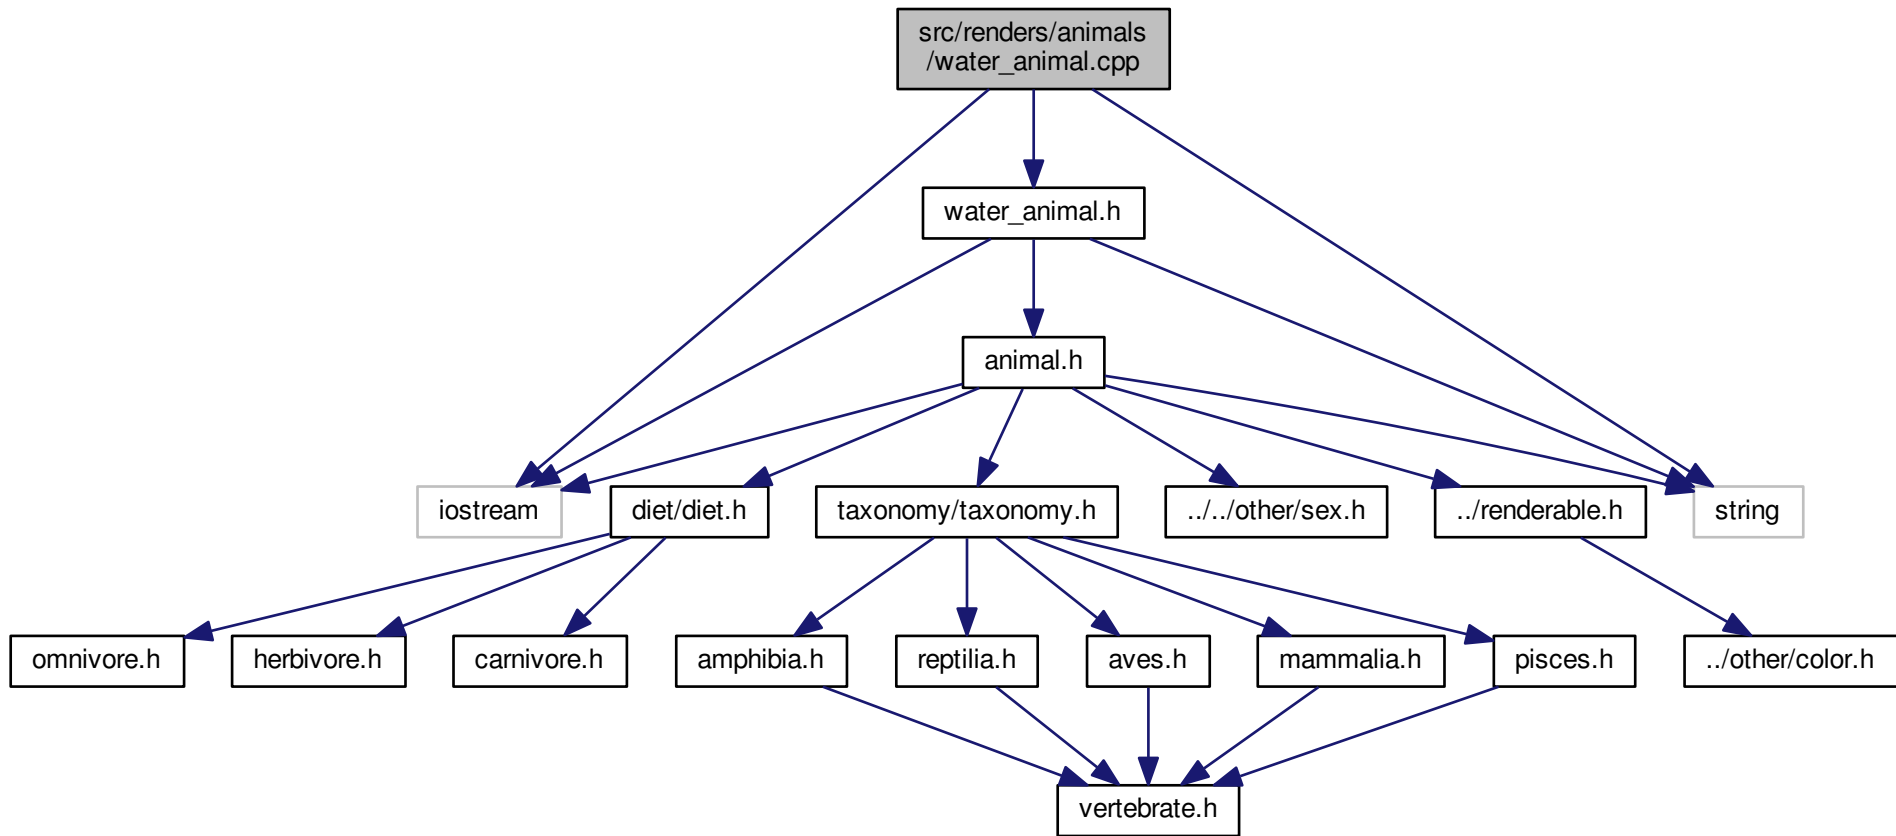 src/renders/animals
/water_animal.cpp
water_animal.h
animal.h
iostream
diet/diet.h
taxonomy/taxonomy.h
../../other/sex.h
../renderable.h
string
omnivore.h
herbivore.h
carnivore.h
amphibia.h
reptilia.h
aves.h
mammalia.h
pisces.h
../other/color.h
vertebrate.h